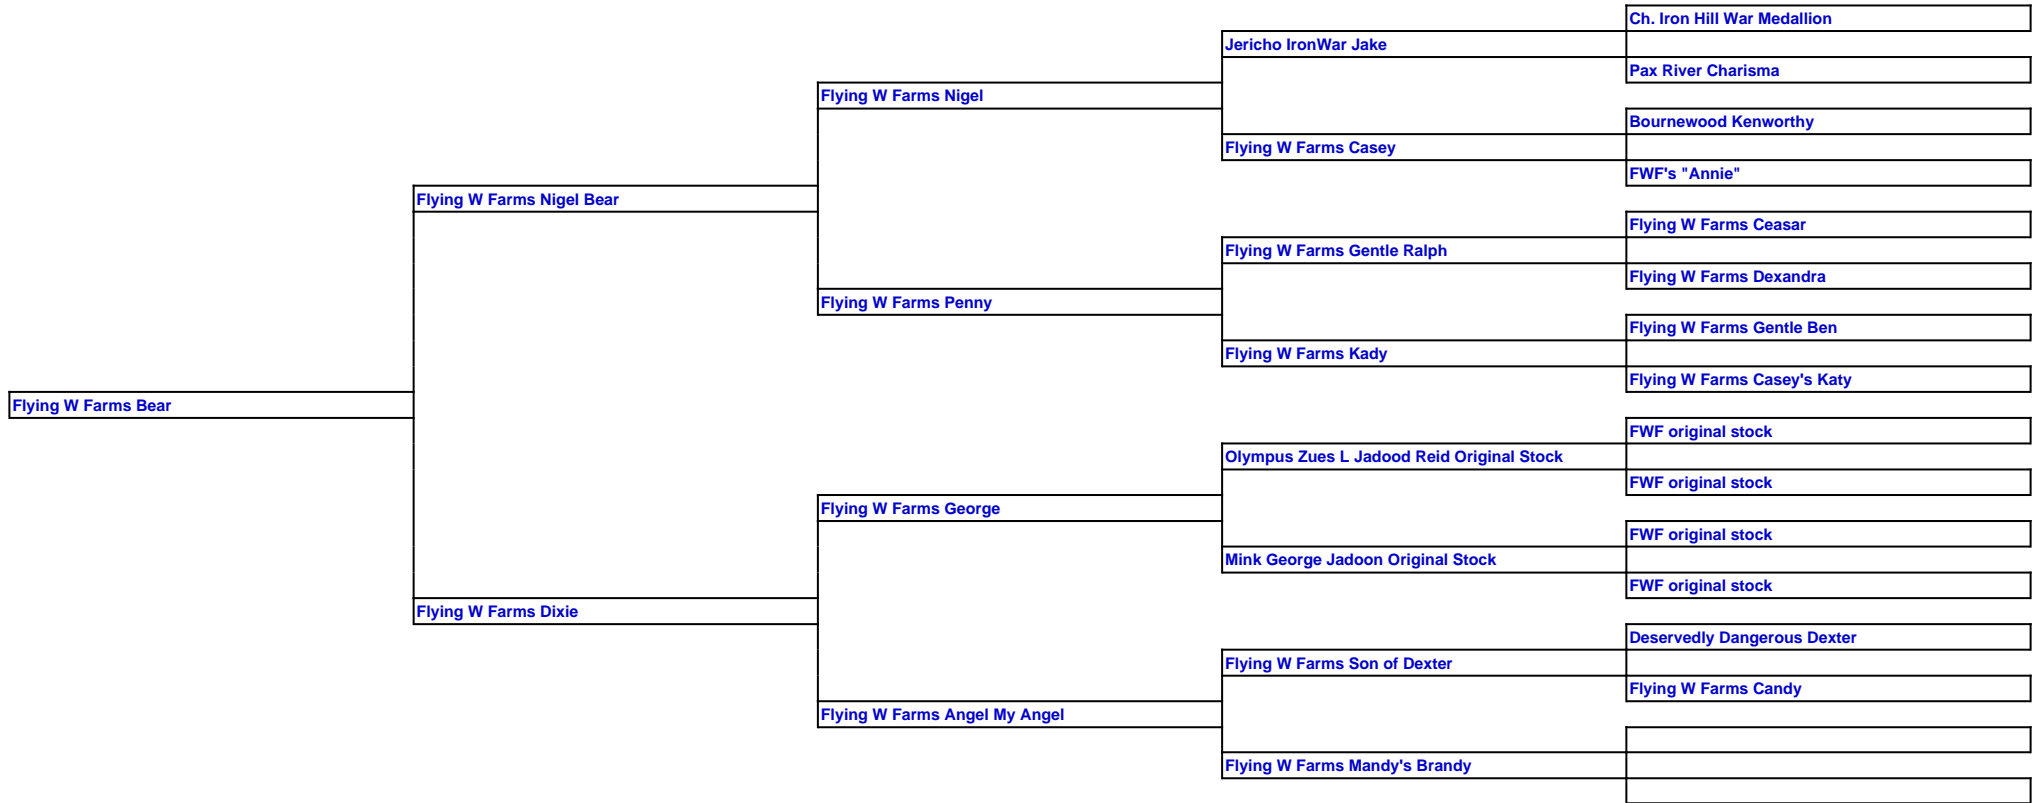 Ch. Iron Hill War Medallion
Jericho IronWar Jake
Pax River Charisma
Flying W Farms Nigel
Bournewood Kenworthy
Flying W Farms Casey
FWF's "Annie"
Flying W Farms Nigel Bear
Flying W Farms Ceasar
Flying W Farms Gentle Ralph
Flying W Farms Dexandra
Flying W Farms Penny
Flying W Farms Gentle Ben
Flying W Farms Kady
Flying W Farms Casey's Katy
Flying W Farms Bear
FWF original stock
Olympus Zues L Jadood Reid Original Stock
FWF original stock
Flying W Farms George
FWF original stock
Mink George Jadoon Original Stock
FWF original stock
Flying W Farms Dixie
Deservedly Dangerous Dexter
Flying W Farms Son of Dexter
Flying W Farms Candy
Flying W Farms Angel My Angel
Flying W Farms Mandy's Brandy